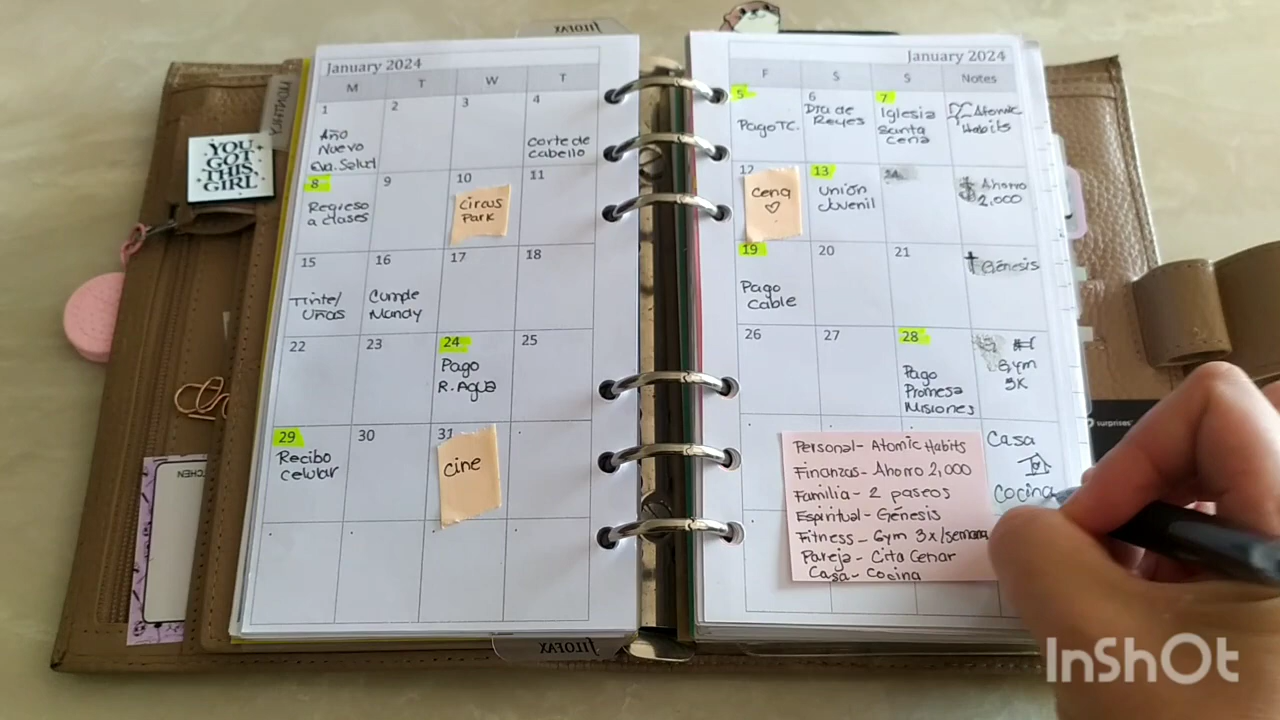 FILOFAX
January 2024
M T W T
1 2 3 4
Año
Nuevo
Eva. Salud
Corte de
cabello
8 9 10 11
Regreso
a clases
Circus
Park
15 16 17 18
Tinte/
Uñas
Cumple
Mandy
22 23 24 25
Pago
R. Agua
29 30 31
Recibo
celular
cine
FILOFAX
YOU
GOT
THIS
GIRL
January 2024
F S S Notes
5 6 7
Pago TC.
Día de
Reyes
Iglesia
Santa
Cena
Atomic
Habits
12 13
Cena
Unión
Juvenil
$ Ahorro
2,000
19 20 21
Pago
Cable
Génesis
26 27 28
Pago
Promesa
Misiones
Gym
3x
Casa
Cocina
Personal- Atomic Habits
Finanzas- Ahorro 2,000
Familia- 2 paseos
Espiritual- Génesis
Fitness- Gym 3x/semana
Pareja- Cita Cenar
Casa- Cocina
surprises
InShOt